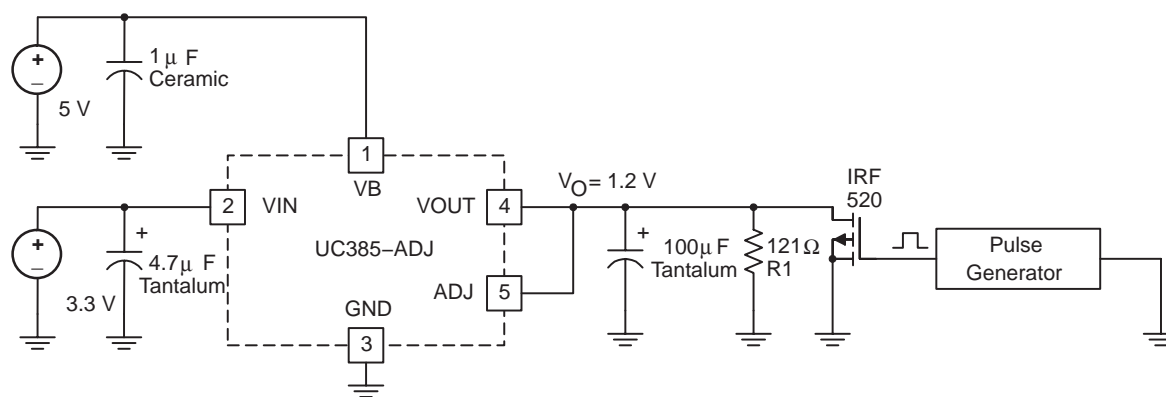 +
−
5 V
1 μ F
Ceramic
1
VB
2
VIN
VOUT
4
UC385−ADJ
ADJ
5
GND
3
+
−
3.3 V
+
4.7μ F
Tantalum
VO= 1.2 V
+
100μ F
Tantalum
121Ω
R1
IRF
520
Pulse
Generator